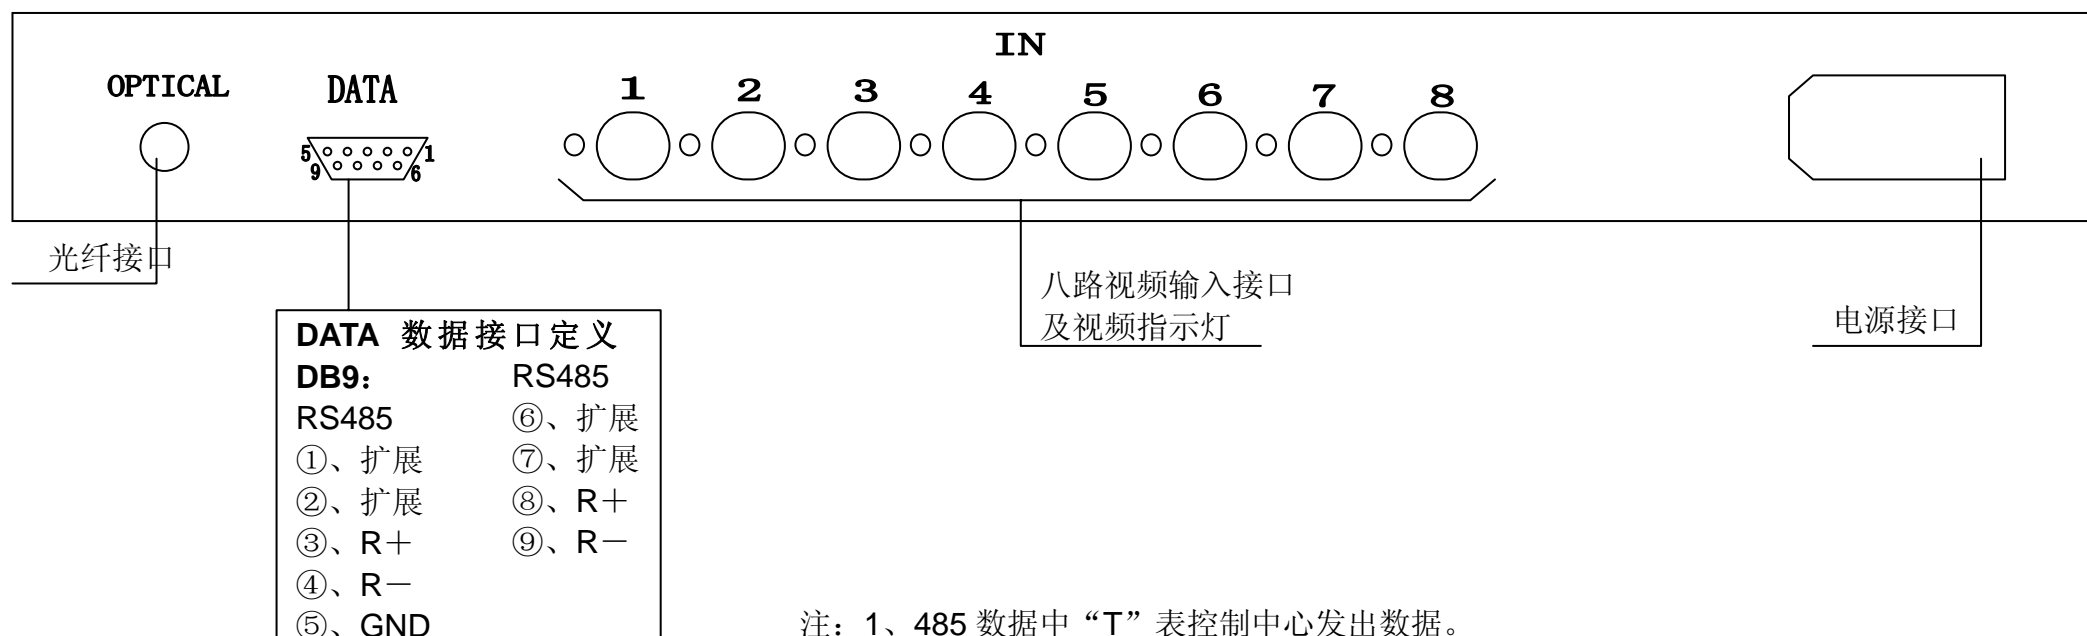 IN
OPTICAL
DATA
1 2 3 4 5 6 7 8
5 1
9 6
光纤接口
八路视频输入接口
及视频指示灯
电源接口
DATA 数据接口定义
DB9： RS485
RS485 ⑥、扩展
①、扩展 ⑦、扩展
②、扩展 ⑧、R＋
③、R＋ ⑨、R－
④、R－
⑤、GND
注：1、485 数据中“T”表控制中心发出数据。